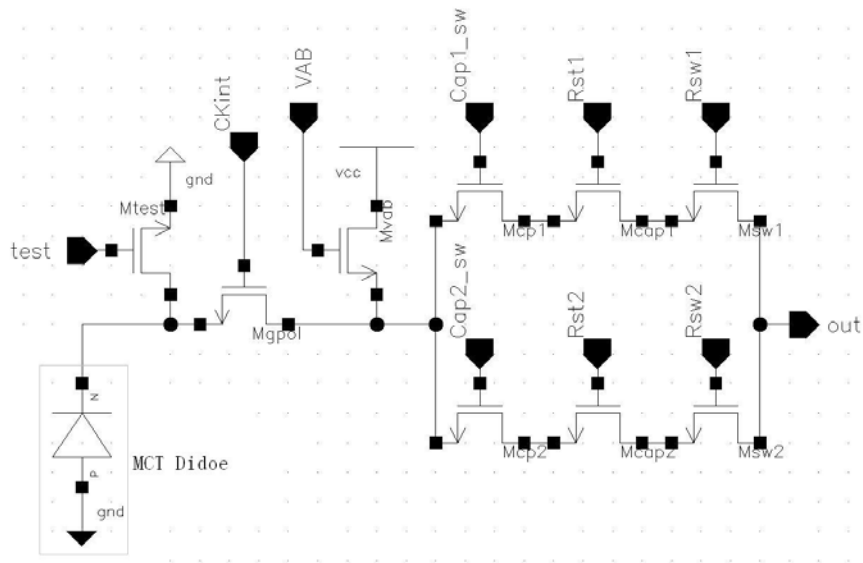 Cap1_sw
Rst1
Rsw1
VAB
CKint
gnd
vcc
Mtest
Mvab
test
Mcp1
Mcap1
Msw1
Cap2_sw
Rst2
Rsw2
out
Mgpol
N
MCT Didoe
P
gnd
Mcp2
Mcap2
Msw2